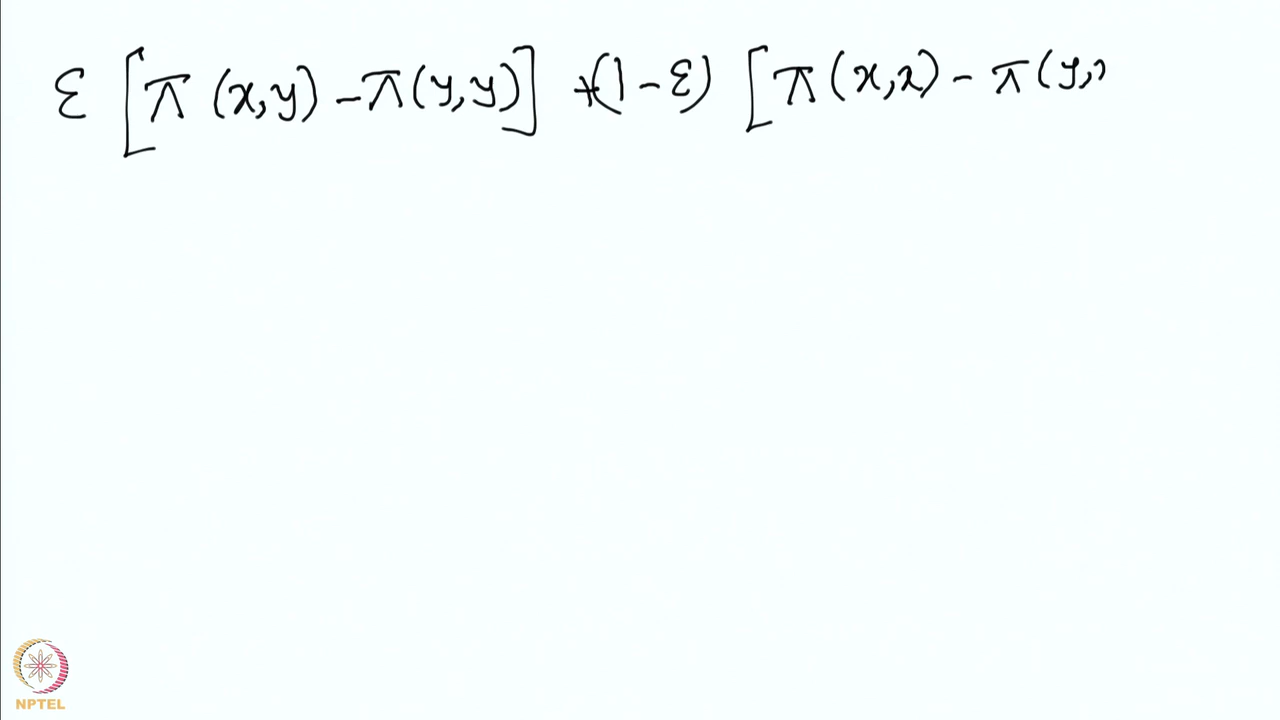 ε [π (x,y) - π(y,y)] + (1-ε) [π(x,x) - π(y,
NPTEL